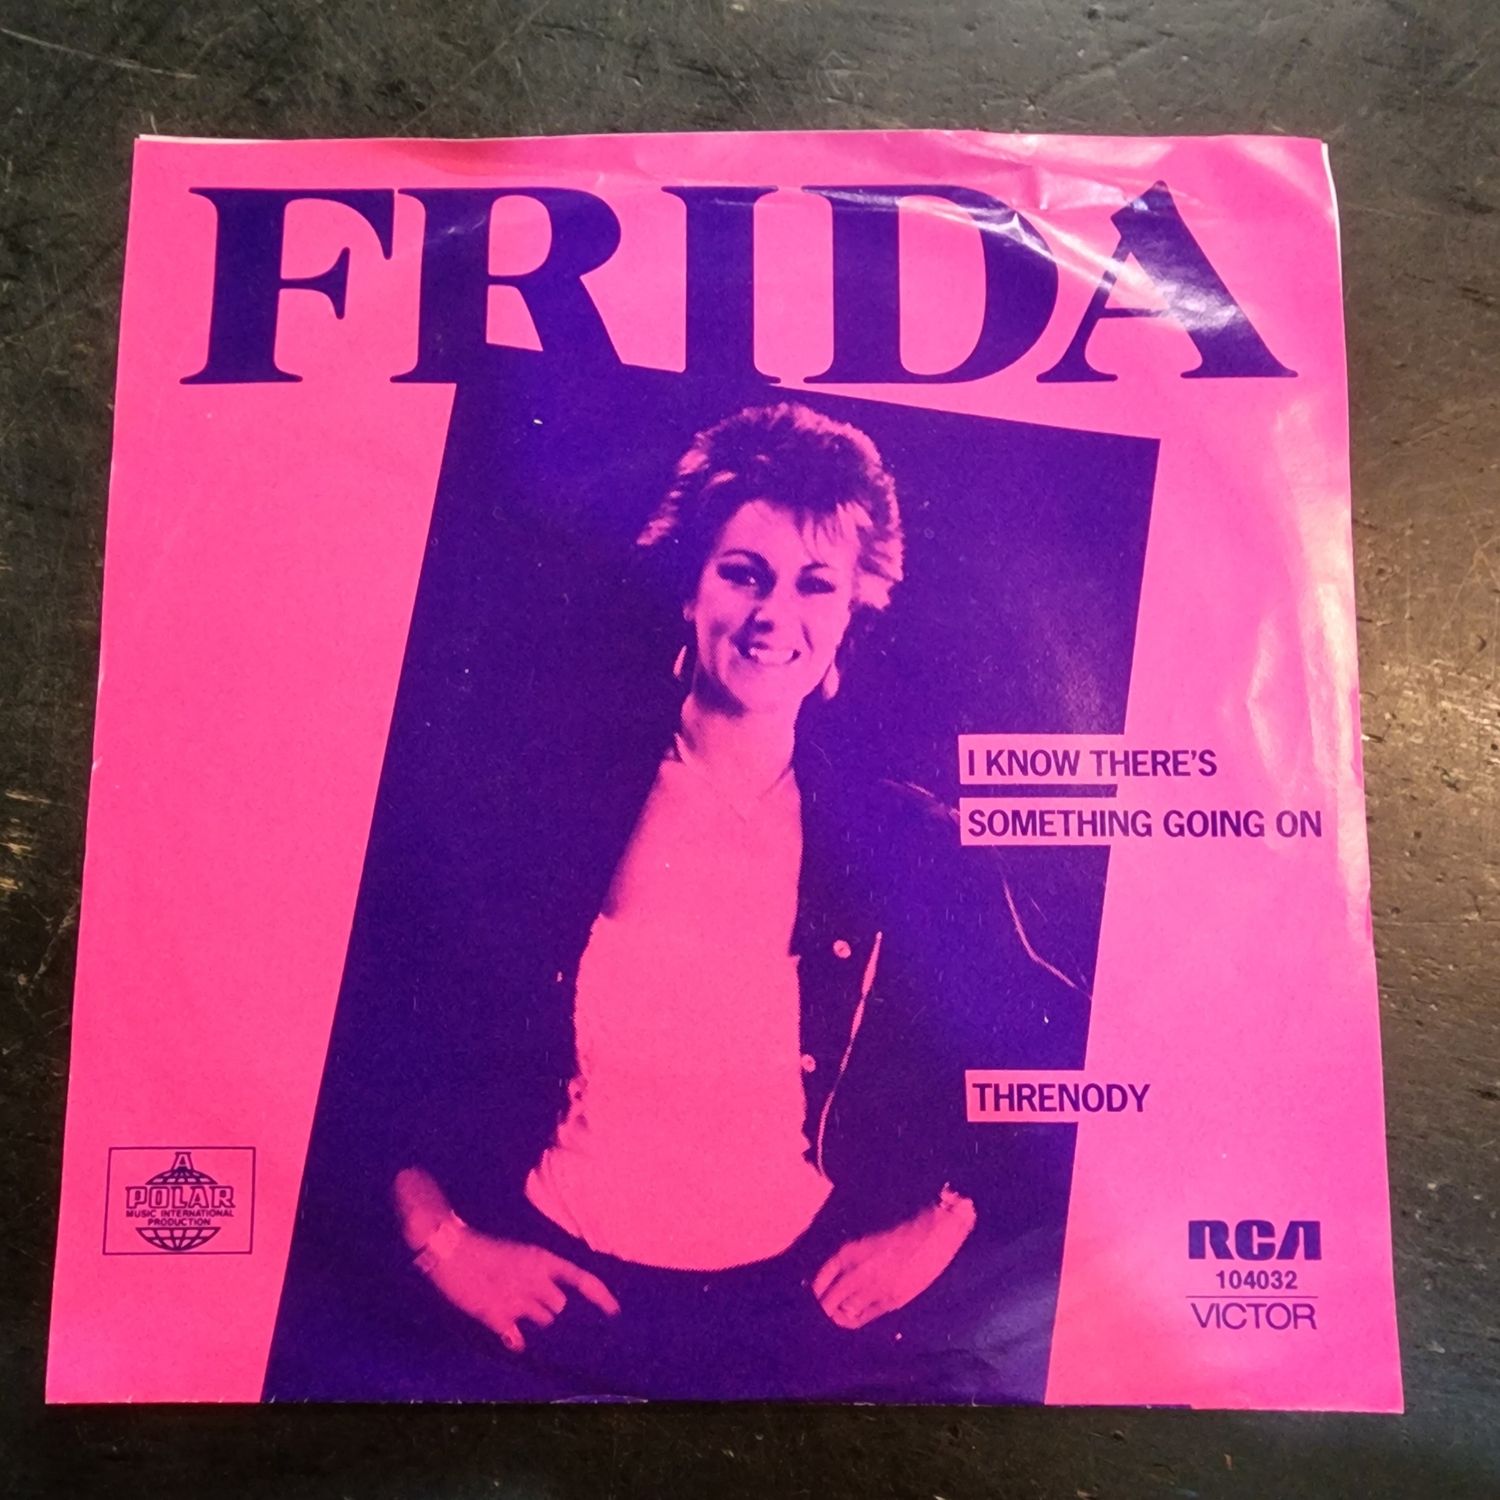 FRIDA
I KNOW THERE'S
SOMETHING GOING ON
THRENODY
A
POLAR
MUSIC INTERNATIONAL
PRODUCTION
RCA
104032
VICTOR